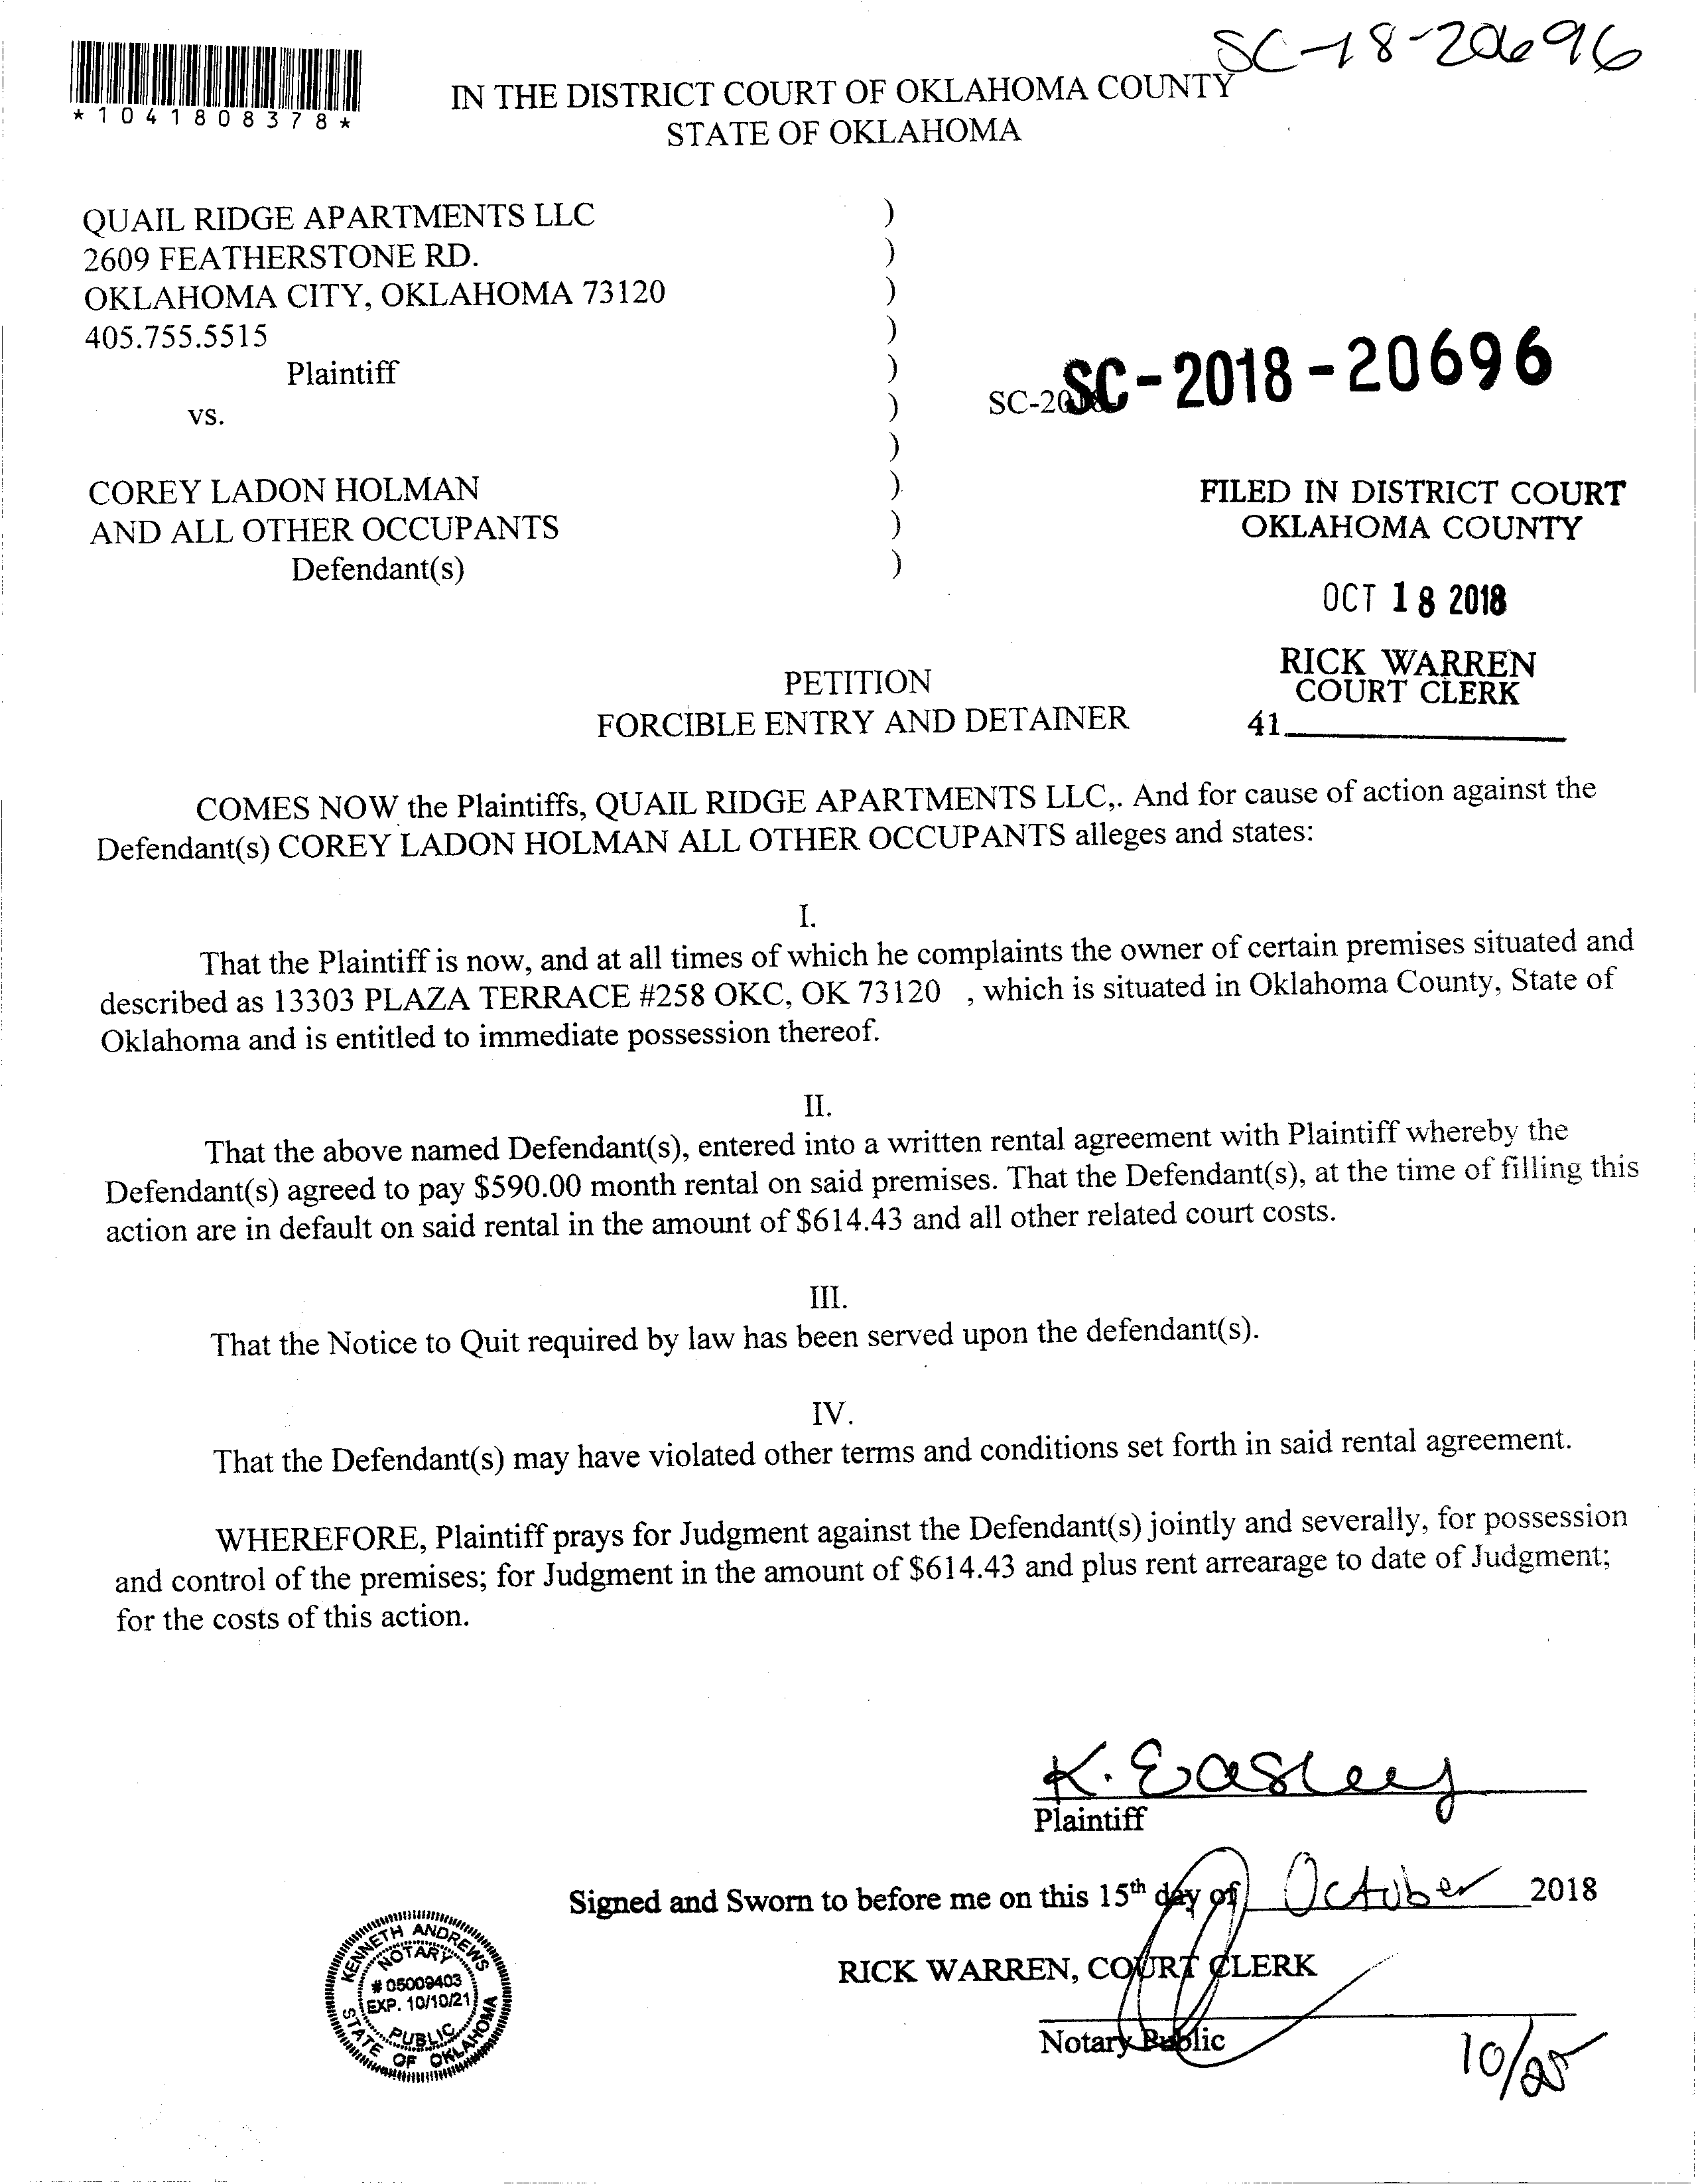 SC-18-20696
*1041808378*
IN THE DISTRICT COURT OF OKLAHOMA COUNTY
STATE OF OKLAHOMA
QUAIL RIDGE APARTMENTS LLC )
2609 FEATHERSTONE RD. )
OKLAHOMA CITY, OKLAHOMA 73120 )
405.755.5515 )
Plaintiff )
vs. ) SC-2018- SC-2018-20696
)
COREY LADON HOLMAN )
AND ALL OTHER OCCUPANTS )
Defendant(s) )
FILED IN DISTRICT COURT
OKLAHOMA COUNTY
OCT 18 2018
RICK WARREN
COURT CLERK
41
PETITION
FORCIBLE ENTRY AND DETAINER
COMES NOW the Plaintiffs, QUAIL RIDGE APARTMENTS LLC,. And for cause of action against the
Defendant(s) COREY LADON HOLMAN ALL OTHER OCCUPANTS alleges and states:
I.
That the Plaintiff is now, and at all times of which he complaints the owner of certain premises situated and
described as 13303 PLAZA TERRACE #258 OKC, OK 73120 , which is situated in Oklahoma County, State of
Oklahoma and is entitled to immediate possession thereof.
II.
That the above named Defendant(s), entered into a written rental agreement with Plaintiff whereby the
Defendant(s) agreed to pay $590.00 month rental on said premises. That the Defendant(s), at the time of filling this
action are in default on said rental in the amount of $614.43 and all other related court costs.
III.
That the Notice to Quit required by law has been served upon the defendant(s).
IV.
That the Defendant(s) may have violated other terms and conditions set forth in said rental agreement.
WHEREFORE, Plaintiff prays for Judgment against the Defendant(s) jointly and severally, for possession
and control of the premises; for Judgment in the amount of $614.43 and plus rent arrearage to date of Judgment;
for the costs of this action.
K. Easley
Plaintiff
Signed and Sworn to before me on this 15th day of October 2018
RICK WARREN, COURT CLERK
Notary Public
10/25
KENNETH ANDREWS
NOTARY
# 05009403
EXP. 10/10/21
PUBLIC
STATE OF OKLAHOMA